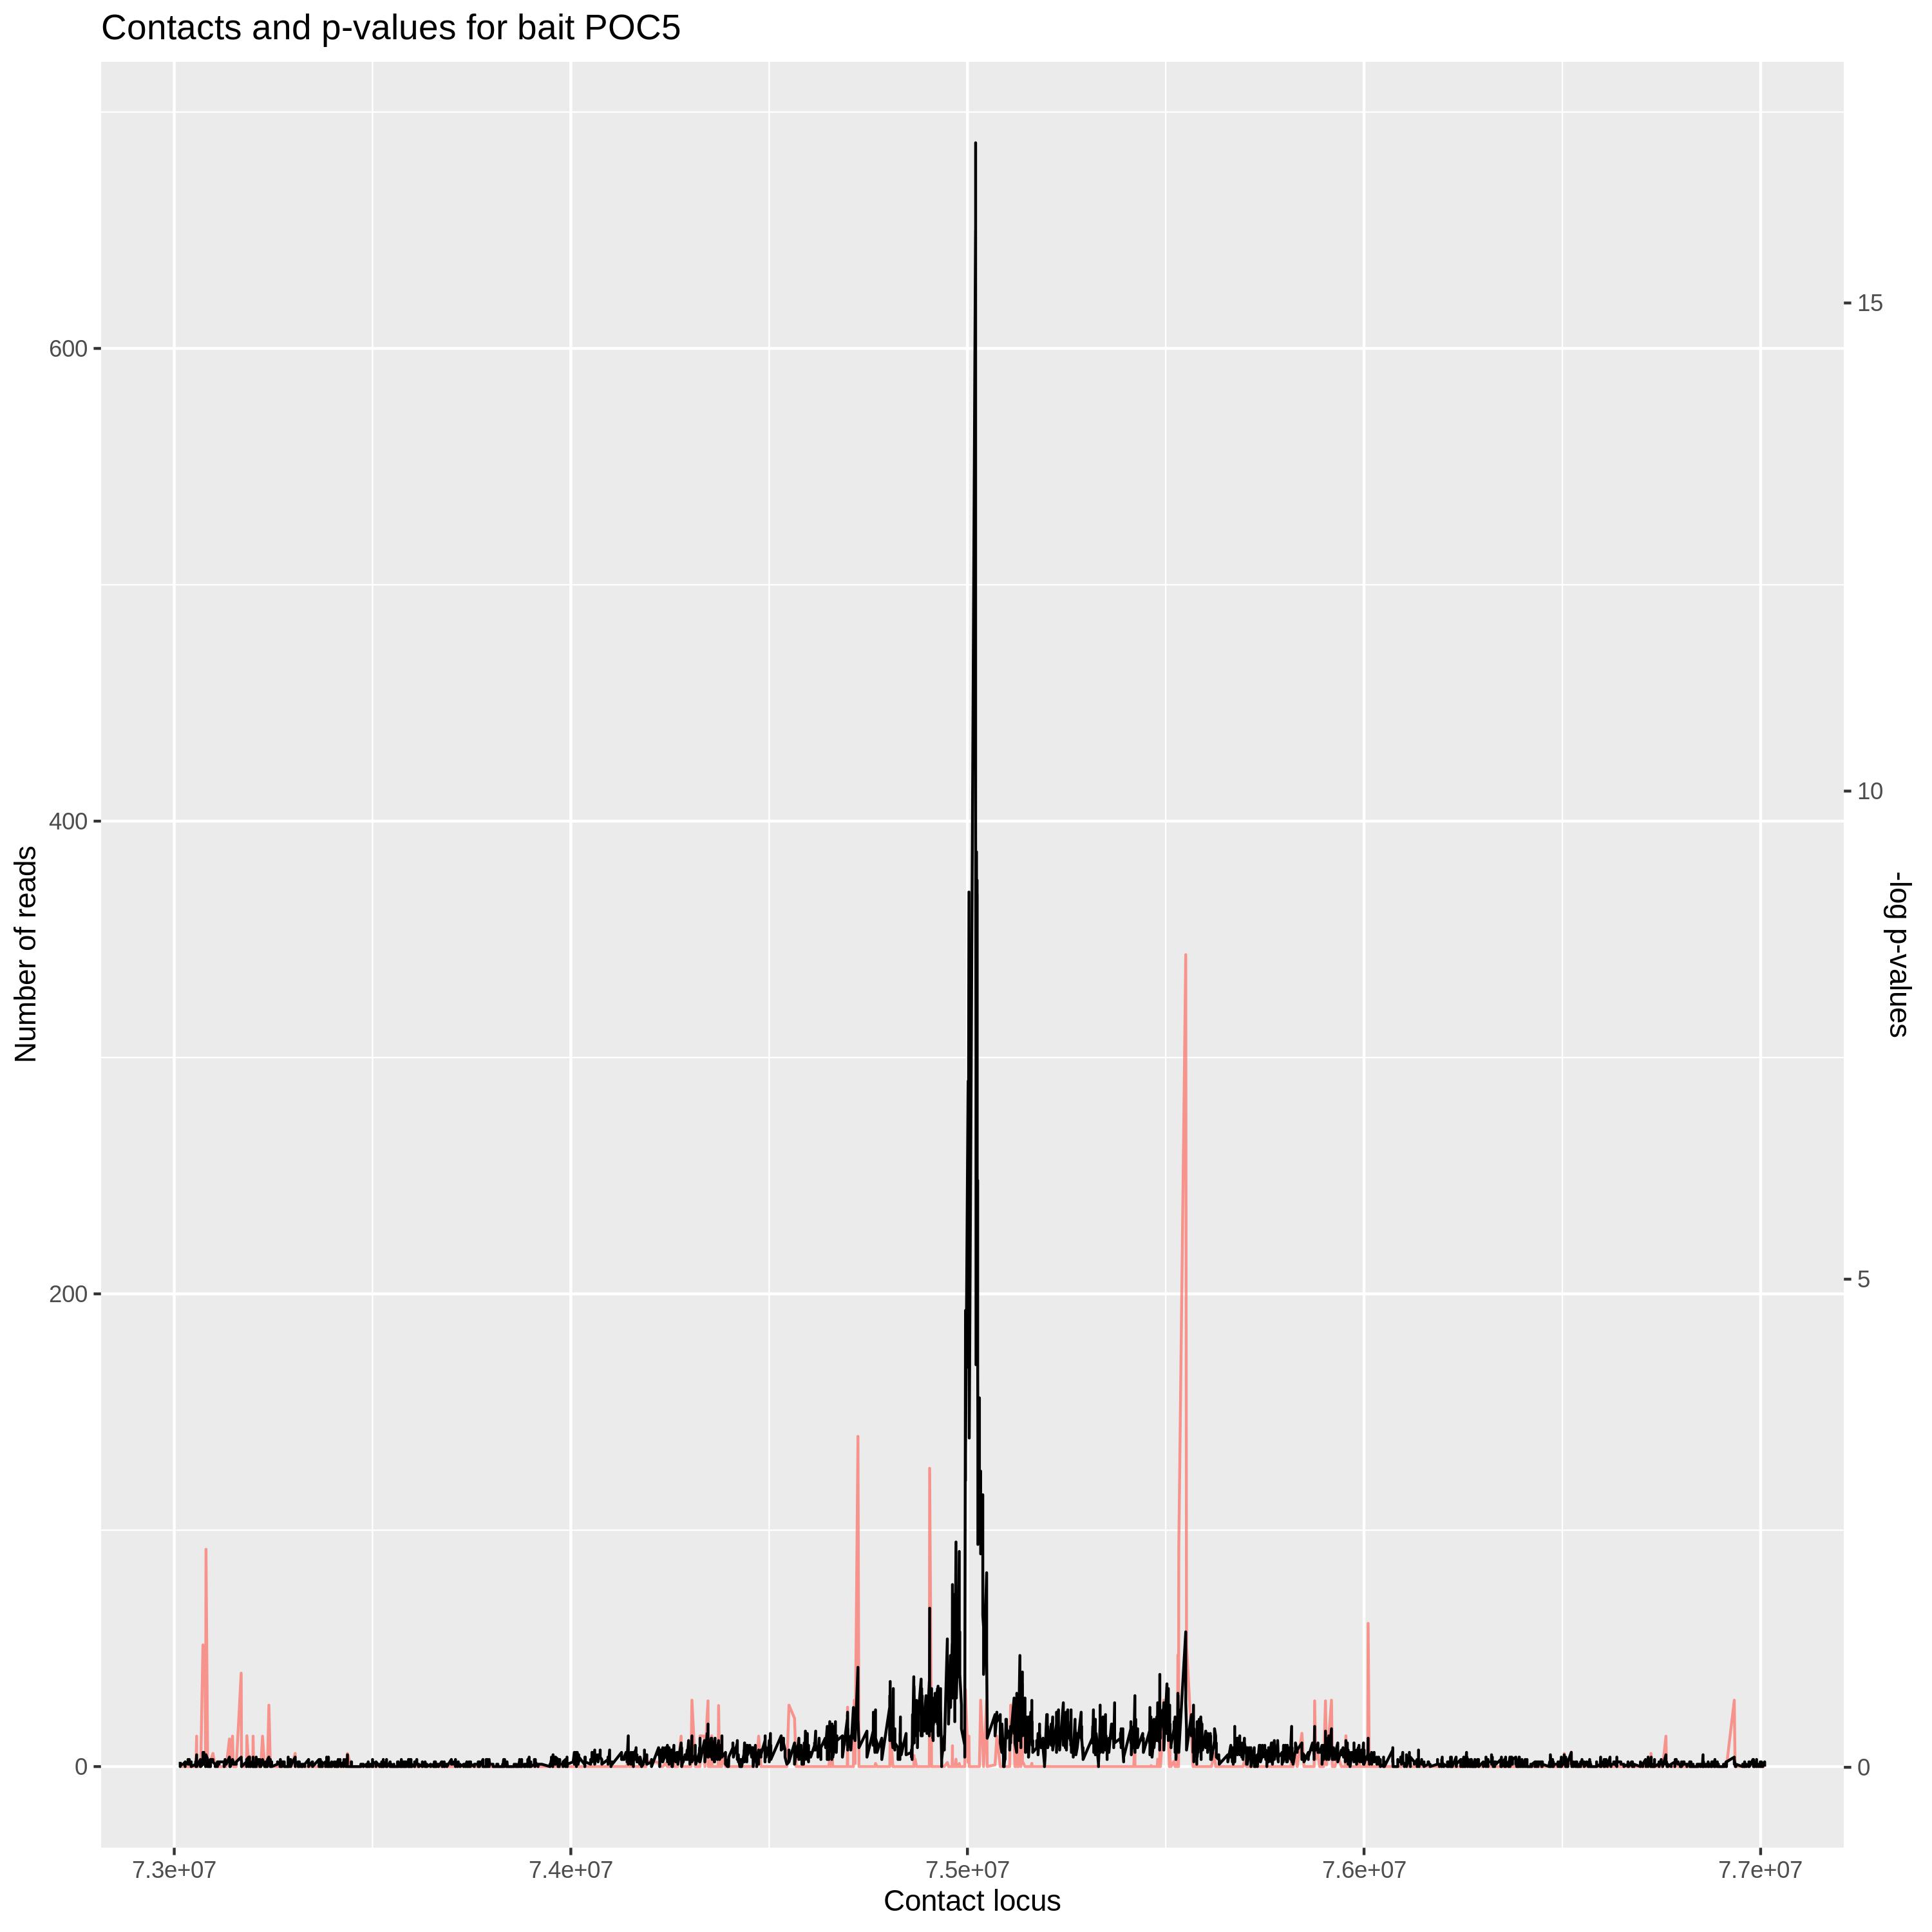 Contacts and p-values for bait POC5
600
400
200
0
Number of reads
15
10
5
0
-log p-values
7.3e+07
7.4e+07
7.5e+07
7.6e+07
7.7e+07
Contact locus